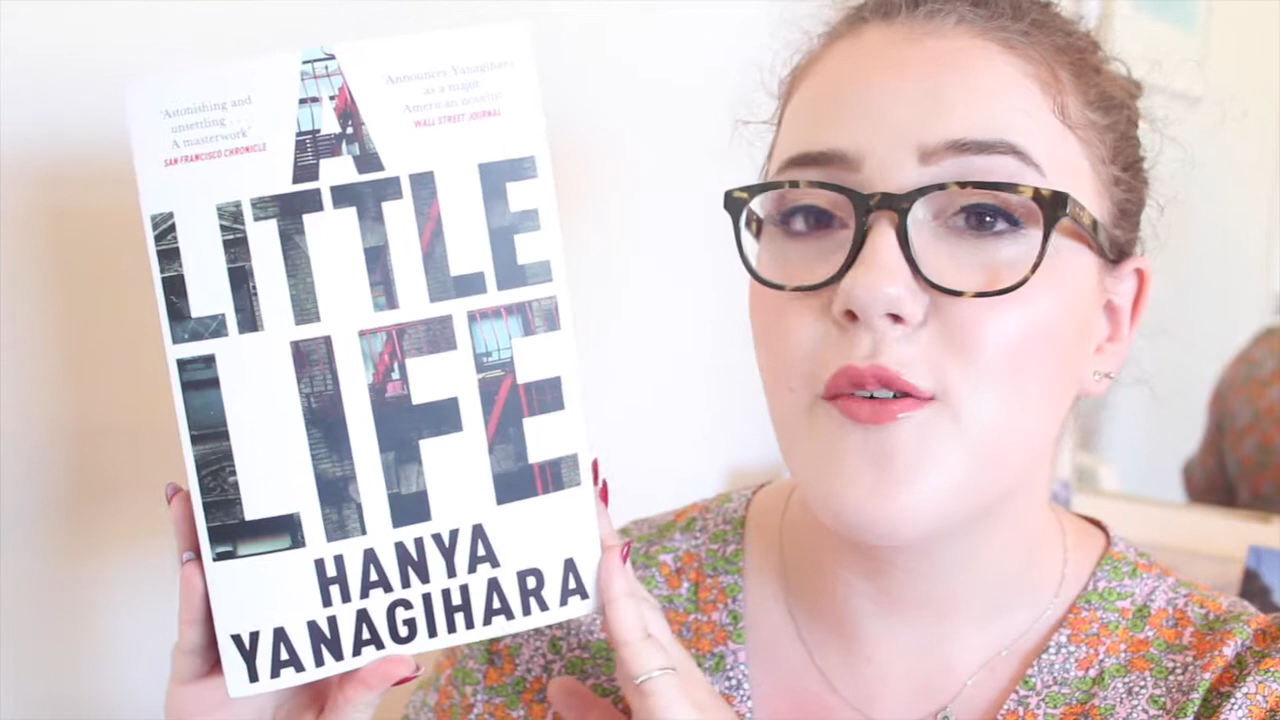 'Astonishing and
unsettling . . .
A masterwork'
SAN FRANCISCO CHRONICLE
'Announces Yanagihara
as a major
American novelist'
WALL STREET JOURNAL
A
LITTLE
LIFE
HANYA
YANAGIHARA